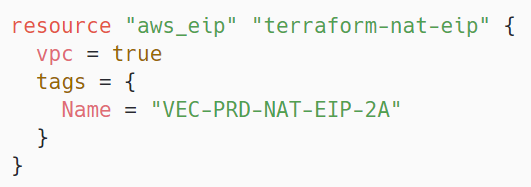 resource "aws_eip" "terraform-nat-eip" {
  vpc = true
  tags = {
    Name = "VEC-PRD-NAT-EIP-2A"
  }
}